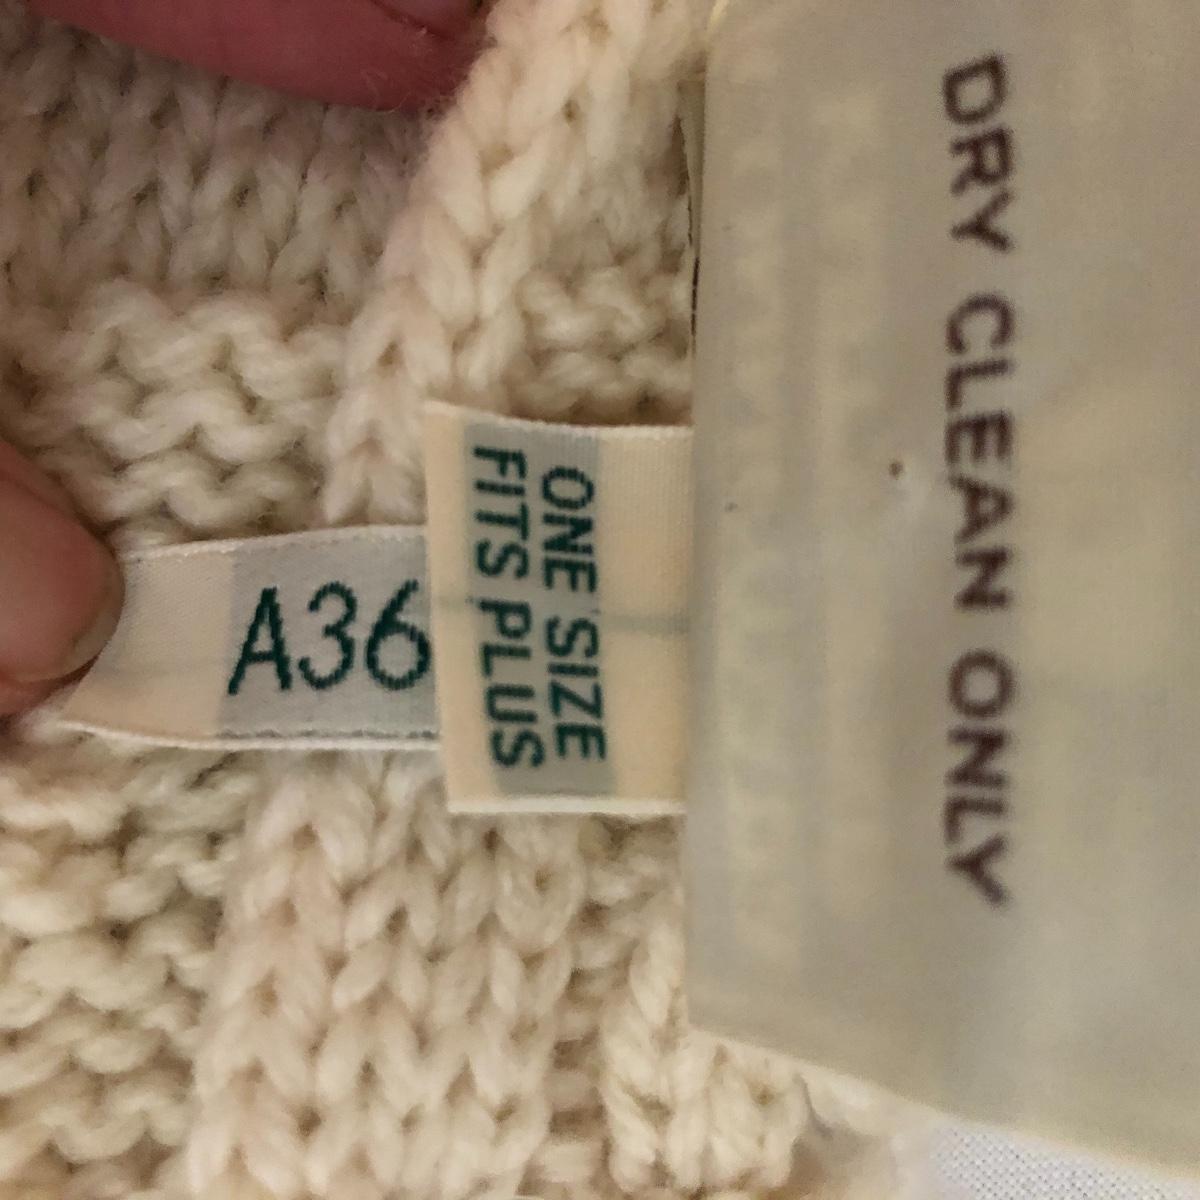 A36
ONE SIZE
FITS PLUS
DRY CLEAN ONLY